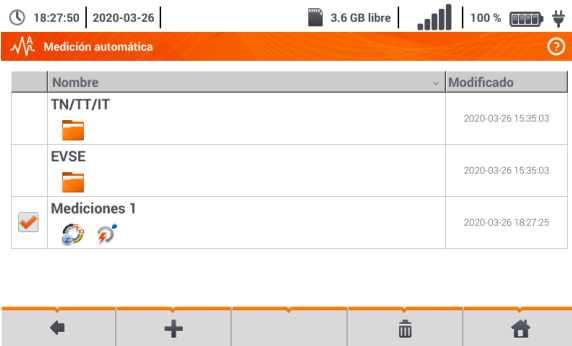 18:27:50 2020-03-26 3.6 GB libre 100 %
Medición automática ?
Nombre Modificado
TN/TT/IT
2020-03-26 15:35:03
EVSE
2020-03-26 15:35:03
Mediciones 1
2020-03-26 18:27:25